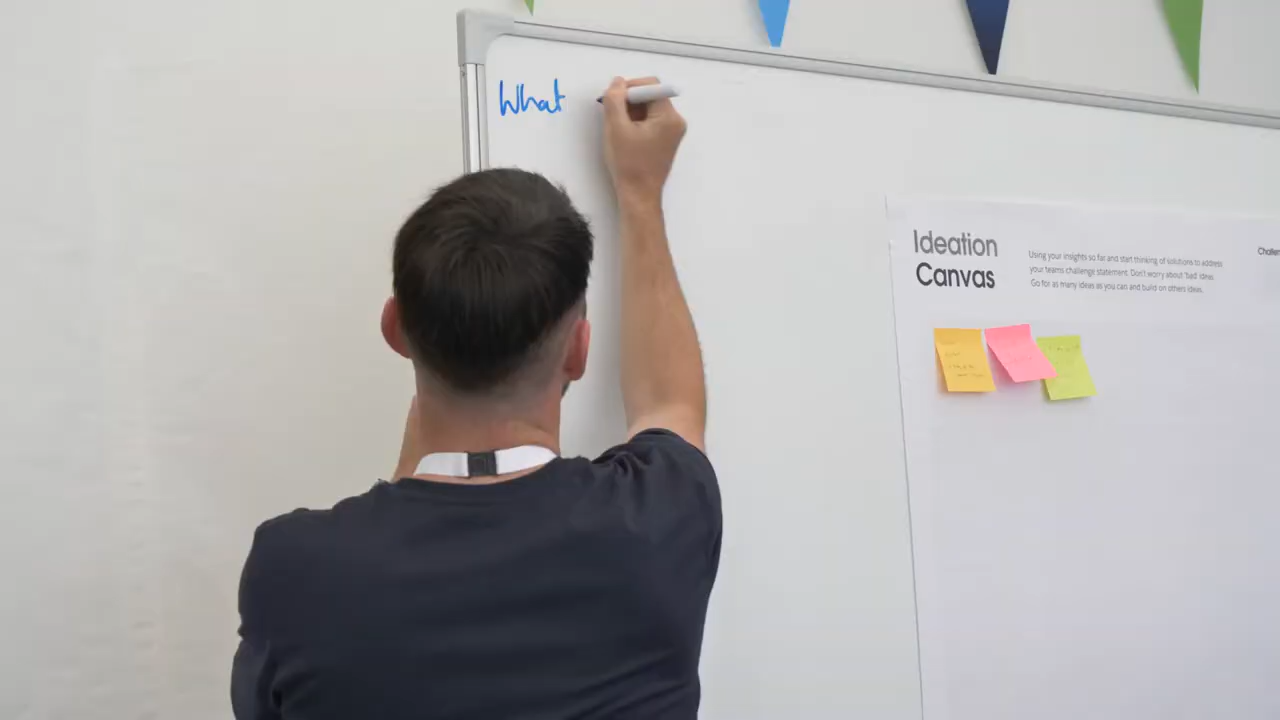 What
Ideation
Canvas
Using your insights so far and start thinking of solutions to address
your teams challenge statement. Don't worry about 'bad' ideas.
Go for as many ideas as you can and build on others ideas.